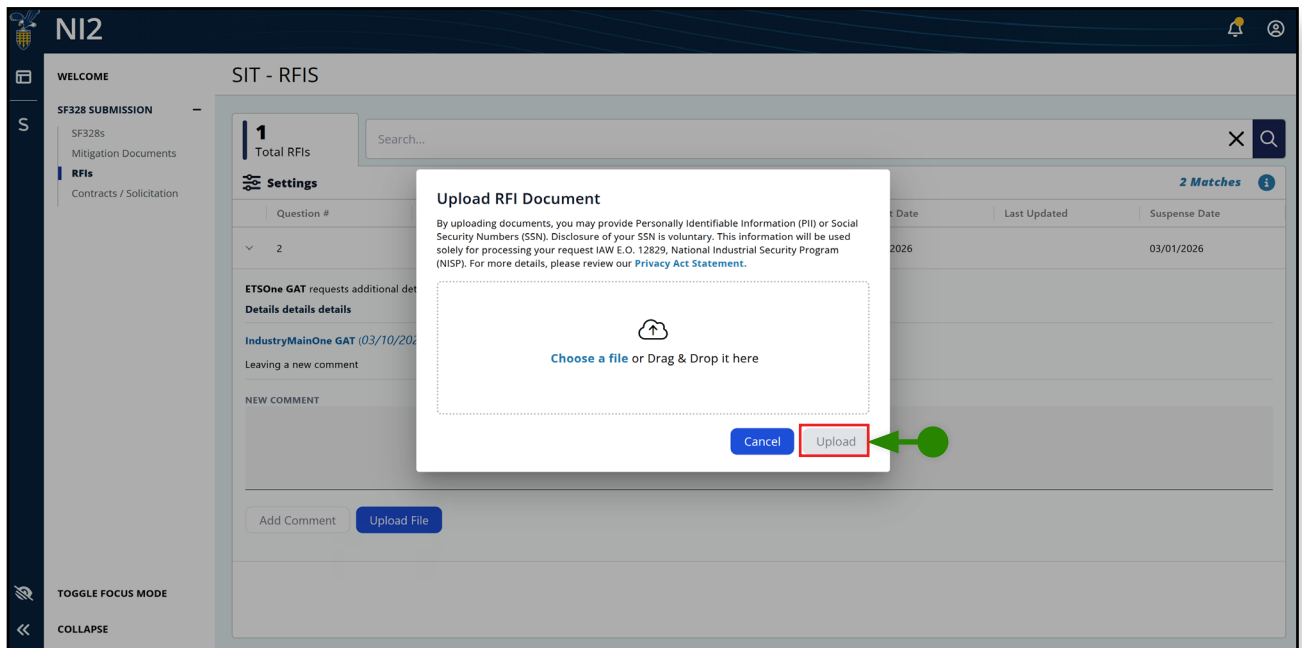 NI2
WELCOME
SF328 SUBMISSION
S
SF328s
Mitigation Documents
RFIs
Contracts / Solicitation
TOGGLE FOCUS MODE
COLLAPSE
SIT - RFIS
1
Total RFIs
Search...
Settings
2 Matches
Question #
t Date
Last Updated
Suspense Date
2
2026
03/01/2026
ETSOne GAT requests additional det
Details details details
IndustryMainOne GAT (03/10/202
Leaving a new comment
NEW COMMENT
Add Comment
Upload File
Upload RFI Document
By uploading documents, you may provide Personally Identifiable Information (PII) or Social
Security Numbers (SSN). Disclosure of your SSN is voluntary. This information will be used
solely for processing your request IAW E.O. 12829, National Industrial Security Program
(NISP). For more details, please review our Privacy Act Statement.
Choose a file or Drag & Drop it here
Cancel
Upload